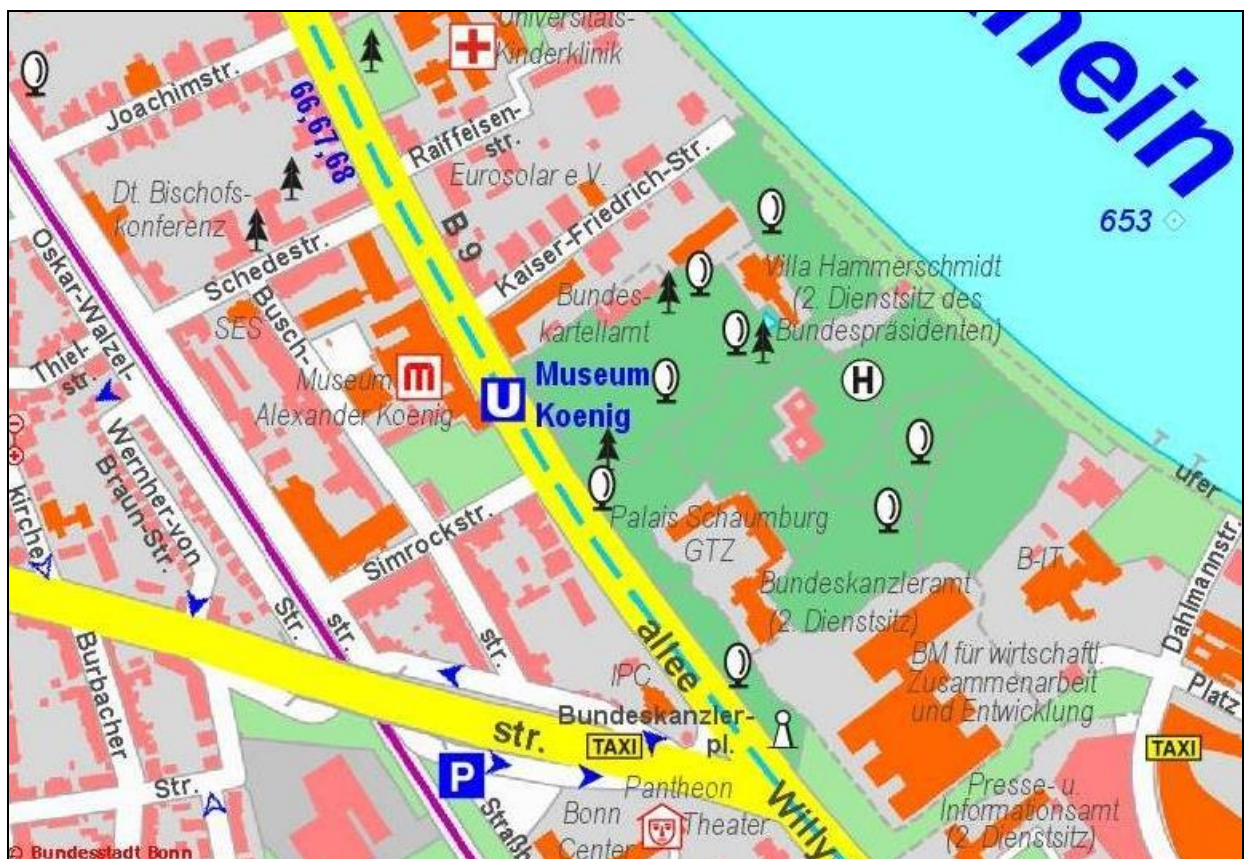 Universitäts-
Kinderklinik
Rhein
Joachimstr.
66,67,68
Raiffeisen-
str.
Eurosolar e.V.
Dt. Bischofs-
konferenz
B 9
Kaiser-Friedrich-Str.
653
Schedestr.
Oskar-Walzel-
Str.
Busch-
str.
SES
Bundes-
kartellamt
Villa Hammerschmidt
(2. Dienstsitz des
Bundespräsidenten)
Thiel-
str.
Museum
Alexander Koenig
m
U
Museum
Koenig
H
Wernher-von
Braun-Str.
kircher
Simrockstr.
Palais Schaumburg
GTZ
Bundeskanzleramt
(2. Dienstsitz)
B-IT
ufer
Dahlmannstr.
Platz
str.
Burbacher
Str.
allee
IPC
BM für wirtschaftl.
Zusammenarbeit
und Entwicklung
Bundeskanzler-
pl.
str.
TAXI
TAXI
P
Pantheon
Theater
Bonn
Center
Willy
Presse- u.
Informationsamt
(2. Dienstsitz)
© Bundesstadt Bonn